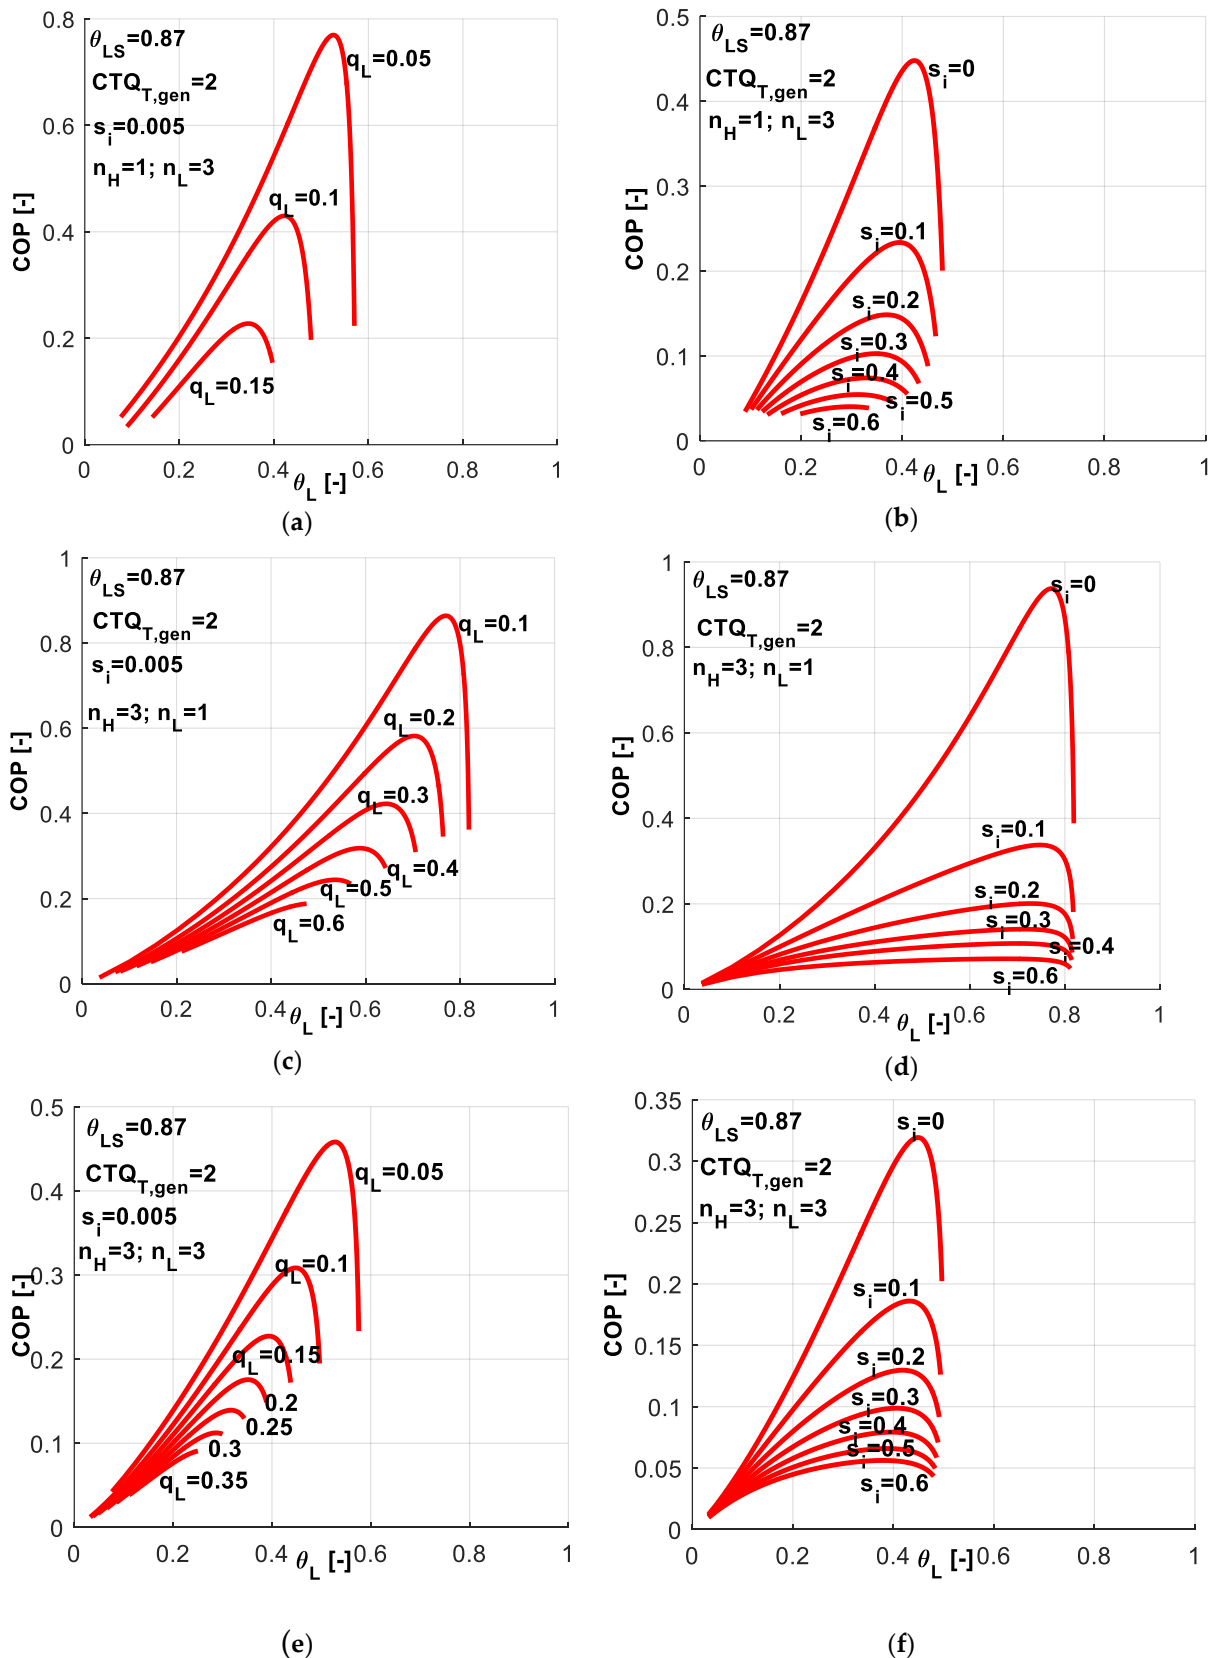 0.8
0.6
0.4
0.2
0
COP [-]
θLS=0.87
CTQT,gen=2
si=0.005
nH=1; nL=3
qL=0.05
qL=0.1
qL=0.15
0 0.2 0.4 0.6 0.8 1
θL [-]
(a)
0.5
0.4
0.3
0.2
0.1
0
COP [-]
θLS=0.87
CTQT,gen=2
nH=1; nL=3
si=0
si=0.1
si=0.2
si=0.3
si=0.4
si=0.5
si=0.6
0 0.2 0.4 0.6 0.8 1
θL [-]
(b)
1
0.8
0.6
0.4
0.2
0
COP [-]
θLS=0.87
CTQT,gen=2
si=0.005
nH=3; nL=1
qL=0.1
qL=0.2
qL=0.3
qL=0.4
qL=0.5
qL=0.6
0 0.2 0.4 0.6 0.8 1
θL [-]
(c)
1
0.8
0.6
0.4
0.2
0
COP [-]
θLS=0.87
CTQT,gen=2
nH=3; nL=1
si=0
si=0.1
si=0.2
si=0.3
si=0.4
si=0.6
0 0.2 0.4 0.6 0.8 1
θL [-]
(d)
0.5
0.4
0.3
0.2
0.1
0
COP [-]
θLS=0.87
CTQT,gen=2
si=0.005
nH=3; nL=3
qL=0.05
qL=0.1
qL=0.15
0.2
0.25
0.3
qL=0.35
0 0.2 0.4 0.6 0.8 1
θL [-]
(e)
0.35
0.3
0.25
0.2
0.15
0.1
0.05
0
COP [-]
θLS=0.87
CTQT,gen=2
nH=3; nL=3
si=0
si=0.1
si=0.2
si=0.3
si=0.4
si=0.5
si=0.6
0 0.2 0.4 0.6 0.8 1
θL [-]
(f)